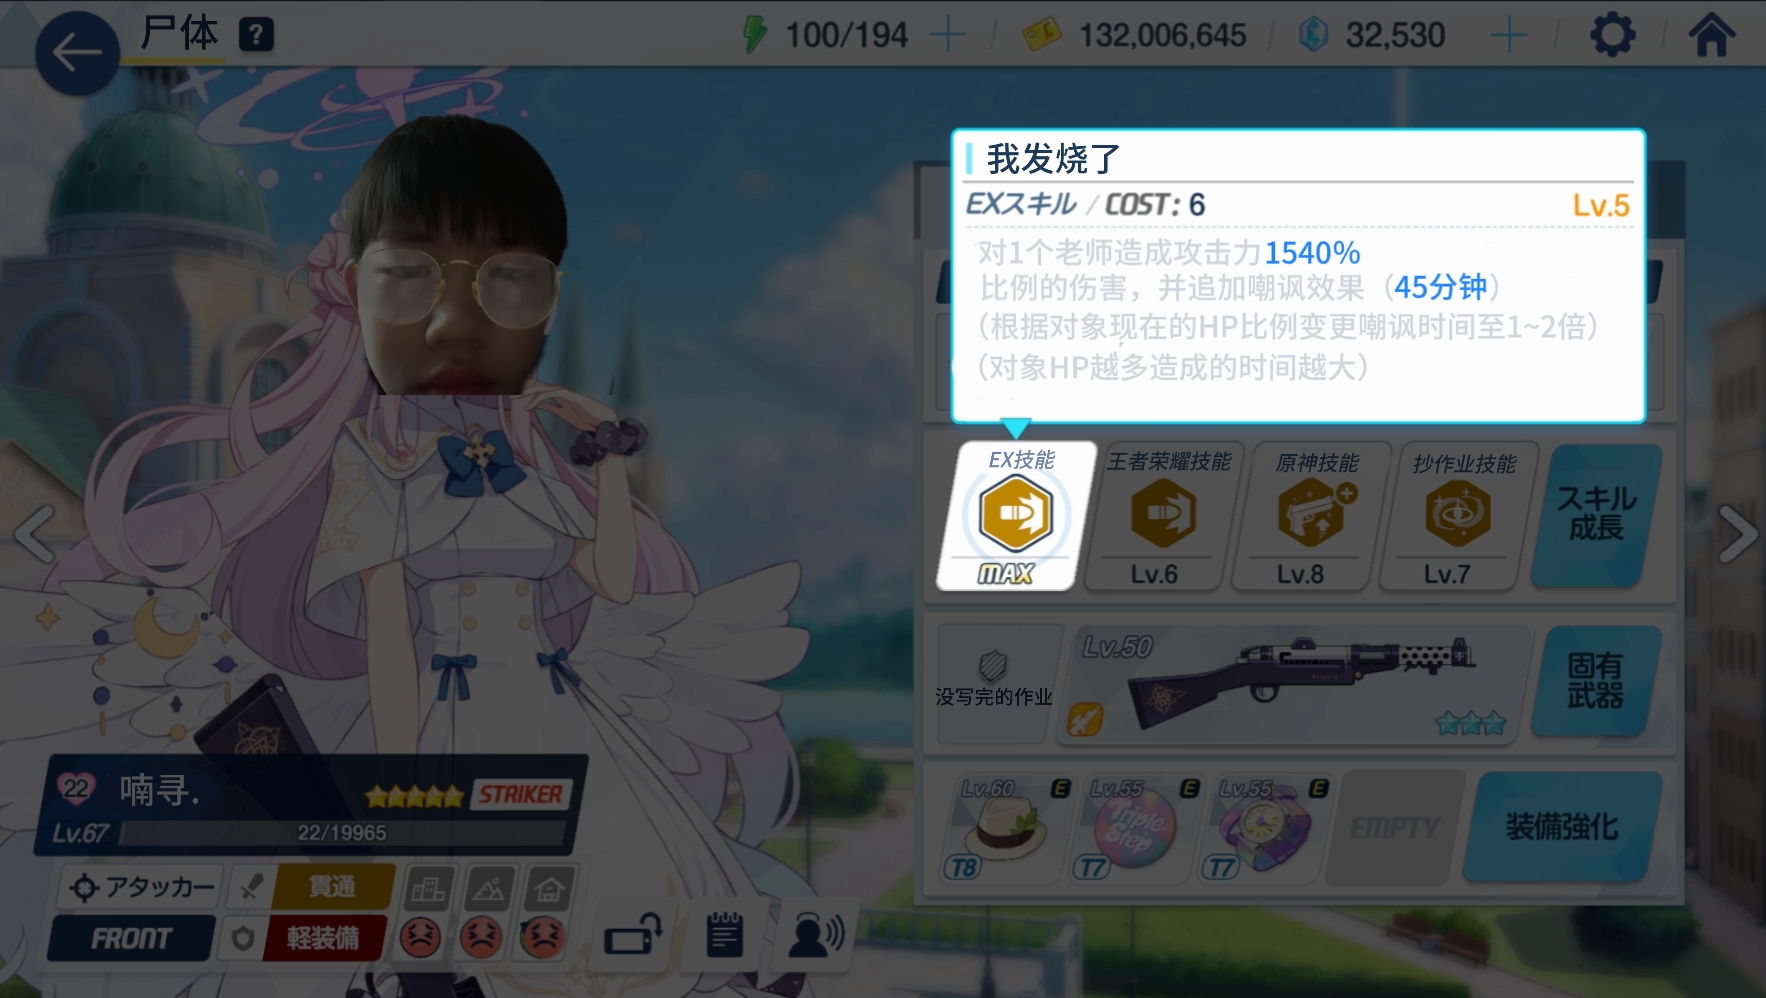 尸体 ?
100/194
132,006,645
32,530
我发烧了
EXスキル / COST: 6
Lv.5
对1个老师造成攻击力1540%
比例的伤害，并追加嘲讽效果（45分钟）
（根据对象现在的HP比例变更嘲讽时间至1~2倍）
（对象HP越多造成的时间越大）
EX技能
MAX
王者荣耀技能
Lv.6
原神技能
Lv.8
抄作业技能
Lv.7
スキル
成長
没写完的作业
Lv.50
固有
武器
22
喃寻.
STRIKER
Lv.67
22/19965
アタッカー
貫通
FRONT
軽装備
Lv.60
E
T8
Lv.55
E
Triple
Step
T7
Lv.55
E
T7
EMPTY
装備強化